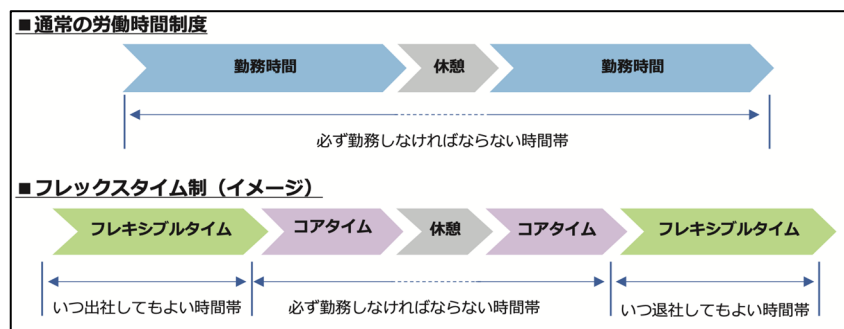 ■通常の労働時間制度
勤務時間 休憩 勤務時間
必ず勤務しなければならない時間帯
■フレックスタイム制（イメージ）
フレキシブルタイム コアタイム 休憩 コアタイム フレキシブルタイム
いつ出社してもよい時間帯 必ず勤務しなければならない時間帯 いつ退社してもよい時間帯